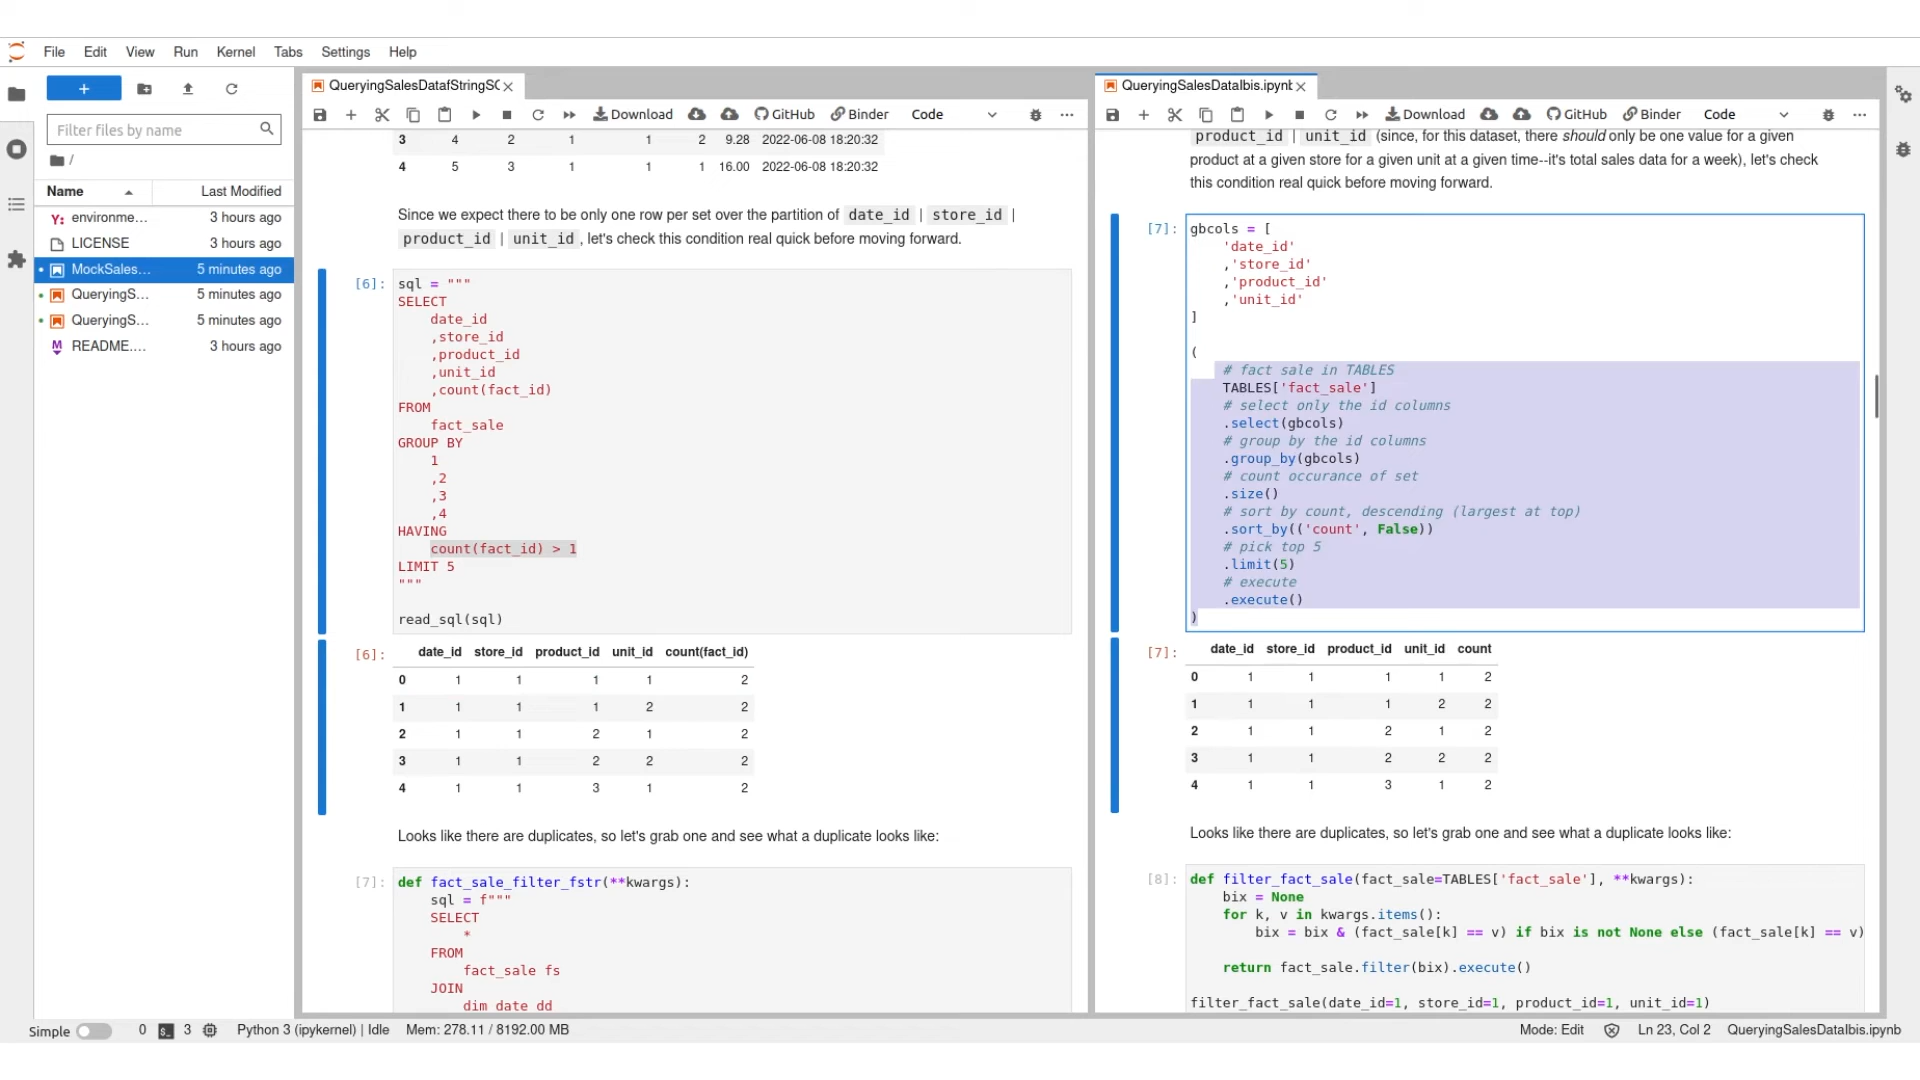 File Edit View Run Kernel Tabs Settings Help
+
Filter files by name
/
Name Last Modified
Y: environme... 3 hours ago
LICENSE 3 hours ago
MockSales... 5 minutes ago
QueryingS... 5 minutes ago
QueryingS... 5 minutes ago
README.... 3 hours ago
QueryingSalesDatafStringSC
Download GitHub Binder Code
3 4 2 1 1 2 9.28 2022-06-08 18:20:32
4 5 3 1 1 1 16.00 2022-06-08 18:20:32
Since we expect there to be only one row per set over the partition of date_id | store_id |
product_id | unit_id , let's check this condition real quick before moving forward.
[6]: sql = """
SELECT
date_id
,store_id
,product_id
,unit_id
,count(fact_id)
FROM
fact_sale
GROUP BY
1
,2
,3
,4
HAVING
count(fact_id) > 1
LIMIT 5
"""
read_sql(sql)
[6]: date_id store_id product_id unit_id count(fact_id)
0 1 1 1 1 2
1 1 1 1 2 2
2 1 1 2 1 2
3 1 1 2 2 2
4 1 1 3 1 2
Looks like there are duplicates, so let's grab one and see what a duplicate looks like:
[7]: def fact_sale_filter_fstr(**kwargs):
sql = f"""
SELECT
*
FROM
fact_sale fs
JOIN
dim_date dd
QueryingSalesDataIbis.ipynb
Download GitHub Binder Code
product_id | unit_id (since, for this dataset, there should only be one value for a given
product at a given store for a given unit at a given time--it's total sales data for a week), let's check
this condition real quick before moving forward.
[7]: gbcols = [
'date_id'
,'store_id'
,'product_id'
,'unit_id'
]
(
# fact sale in TABLES
TABLES['fact_sale']
# select only the id columns
.select(gbcols)
# group by the id columns
.group_by(gbcols)
# count occurance of set
.size()
# sort by count, descending (largest at top)
.sort_by(('count', False))
# pick top 5
.limit(5)
# execute
.execute()
)
[7]: date_id store_id product_id unit_id count
0 1 1 1 1 2
1 1 1 1 2 2
2 1 1 2 1 2
3 1 1 2 2 2
4 1 1 3 1 2
Looks like there are duplicates, so let's grab one and see what a duplicate looks like:
[8]: def filter_fact_sale(fact_sale=TABLES['fact_sale'], **kwargs):
bix = None
for k, v in kwargs.items():
bix = bix & (fact_sale[k] == v) if bix is not None else (fact_sale[k] == v)
return fact_sale.filter(bix).execute()
filter_fact_sale(date_id=1, store_id=1, product_id=1, unit_id=1)
Simple 0 3 Python 3 (ipykernel) | Idle Mem: 278.11 / 8192.00 MB Mode: Edit Ln 23, Col 2 QueryingSalesDataIbis.ipynb